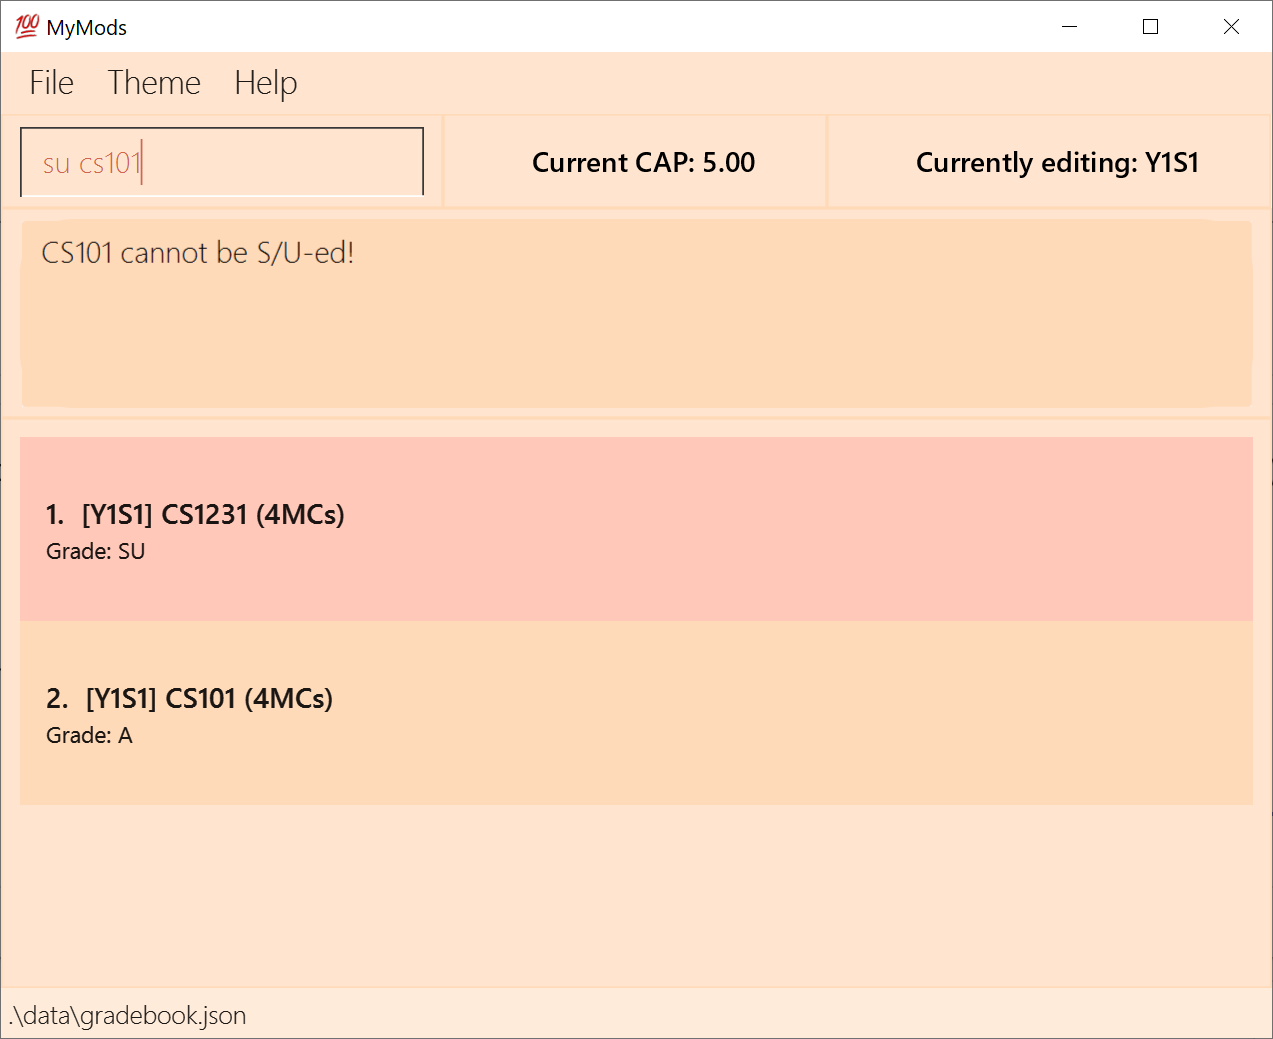 💯 MyMods
File Theme Help
su cs101
Current CAP: 5.00
Currently editing: Y1S1
CS101 cannot be S/U-ed!
1. [Y1S1] CS1231 (4MCs)
Grade: SU
2. [Y1S1] CS101 (4MCs)
Grade: A
.\data\gradebook.json